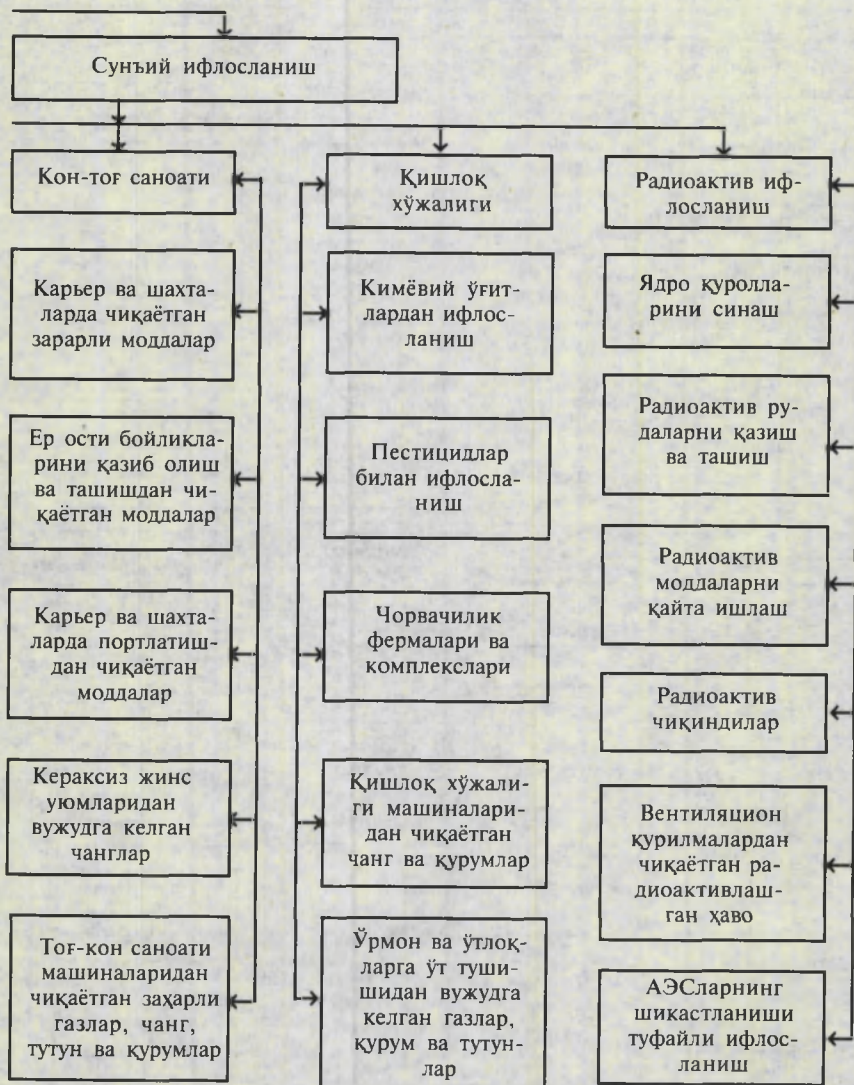 Сунъий ифлосланиш
Кон-тоғ саноати
Карьер ва шахта-
ларда чиқаётган
зарарли моддалар
Ер ости бойликла-
рини қазиб олиш
ва ташишдан чи-
қаётган моддалар
Карьер ва шахта-
ларда портлатиш-
дан чиқаётган
моддалар
Кераксиз жинс
уюмларидан
вужудга келган
чанглар
Тоғ-кон саноати
машиналаридан
чиқаётган заҳарли
газлар, чанг,
тутун ва қурумлар
Қишлоқ
хўжалиги
Кимёвий ўғит-
лардан ифлос-
ланиш
Пестицидлар
билан ифлосла-
ниш
Чорвачилик
фермалари ва
комплекслари
Қишлоқ хўжали-
ги машиналари-
дан чиқаётган
чанг ва қурумлар
Ўрмон ва ўтлоқ-
ларга ўт туши-
шидан вужудга
келган газлар,
қурум ва тутун-
лар
Радиоактив иф-
лосланиш
Ядро қуролла-
рини синаш
Радиоактив ру-
даларни қазиш
ва ташиш
Радиоактив
моддаларни
қайта ишлаш
Радиоактив
чиқиндилар
Вентиляцион
қурилмалардан
чиқаётган ра-
диоактивлаш-
ган ҳаво
АЭСларнинг
шикастланиши
туфайли ифлос-
ланиш